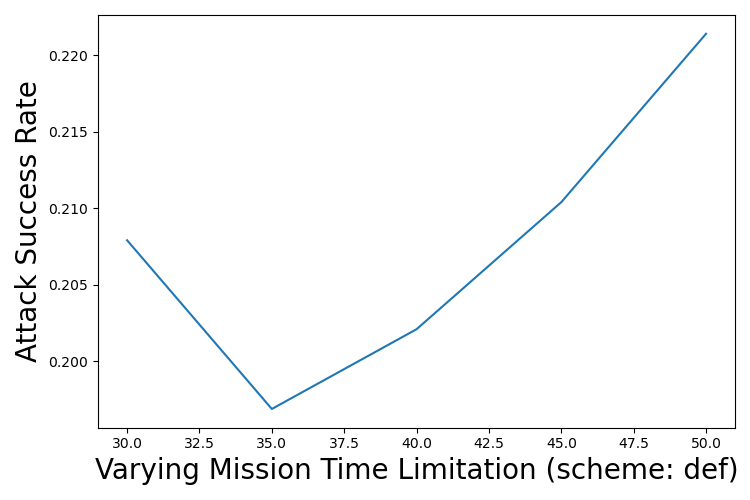 Attack Success Rate
0.220
0.215
0.210
0.205
0.200
30.0 32.5 35.0 37.5 40.0 42.5 45.0 47.5 50.0
Varying Mission Time Limitation (scheme: def)